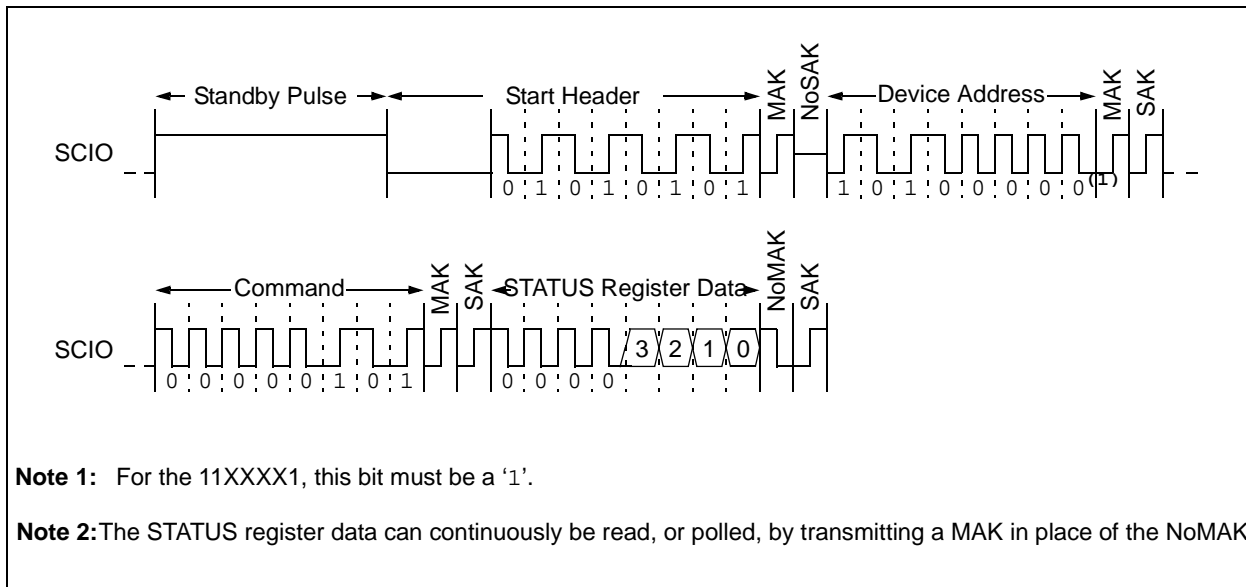 Standby Pulse Start Header MAK NoSAK Device Address MAK SAK
SCIO
0 1 0 1 0 1 0 1 1 0 1 0 0 0 0 0(1)
Command MAK SAK STATUS Register Data NoMAK SAK
SCIO
3 2 1 0
0 0 0 0 0 1 0 1 0 0 0 0
Note 1: For the 11XXXX1, this bit must be a ‘1’.
Note 2:The STATUS register data can continuously be read, or polled, by transmitting a MAK in place of the NoMAK